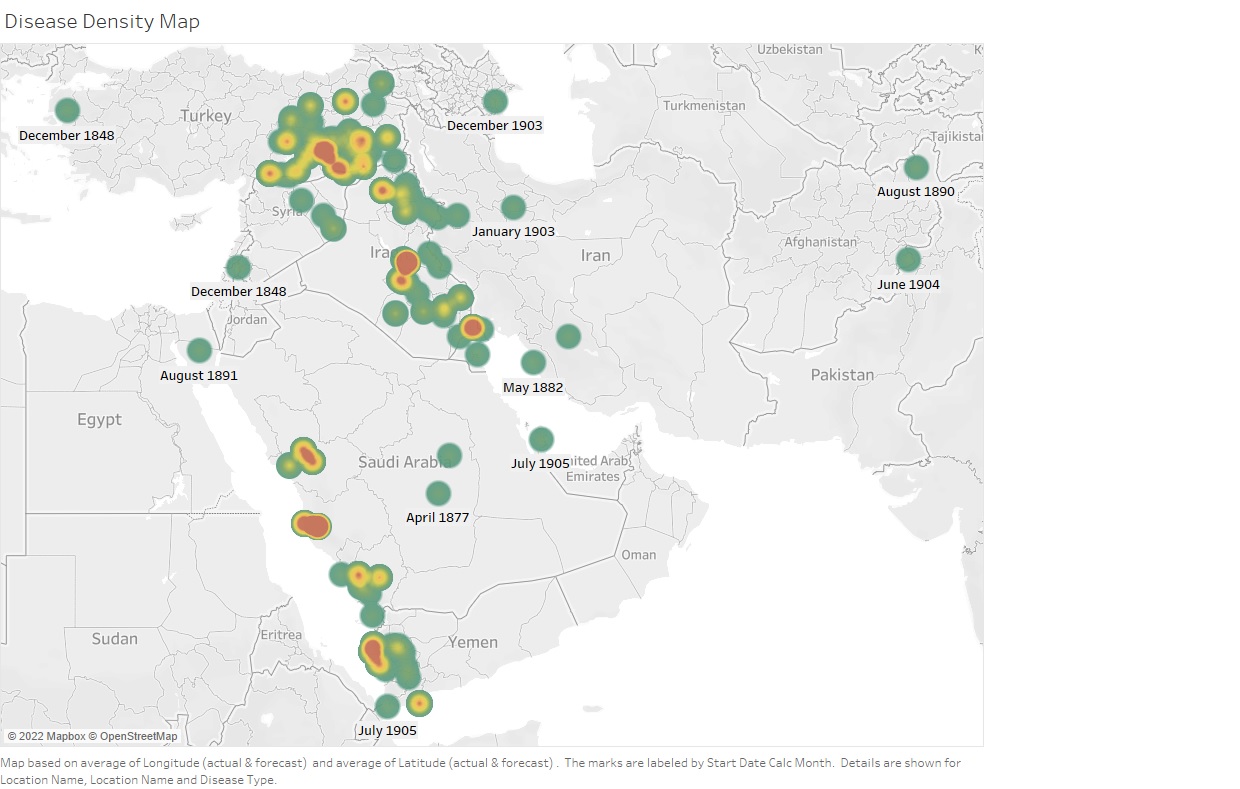 Disease Density Map
Uzbekistan
K
Turkey
Turkmenistan
December 1848
December 1903
Tajikistan
August 1890
Syria
January 1903
Afghanistan
Iraq
Iran
June 1904
December 1848
Jordan
August 1891
Pakistan
May 1882
Egypt
Saudi Arabia
July 1905
United Arab
Emirates
April 1877
Oman
Sudan
Eritrea
Yemen
July 1905
© 2022 Mapbox © OpenStreetMap
Map based on average of Longitude (actual & forecast) and average of Latitude (actual & forecast) . The marks are labeled by Start Date Calc Month. Details are shown for
Location Name, Location Name and Disease Type.